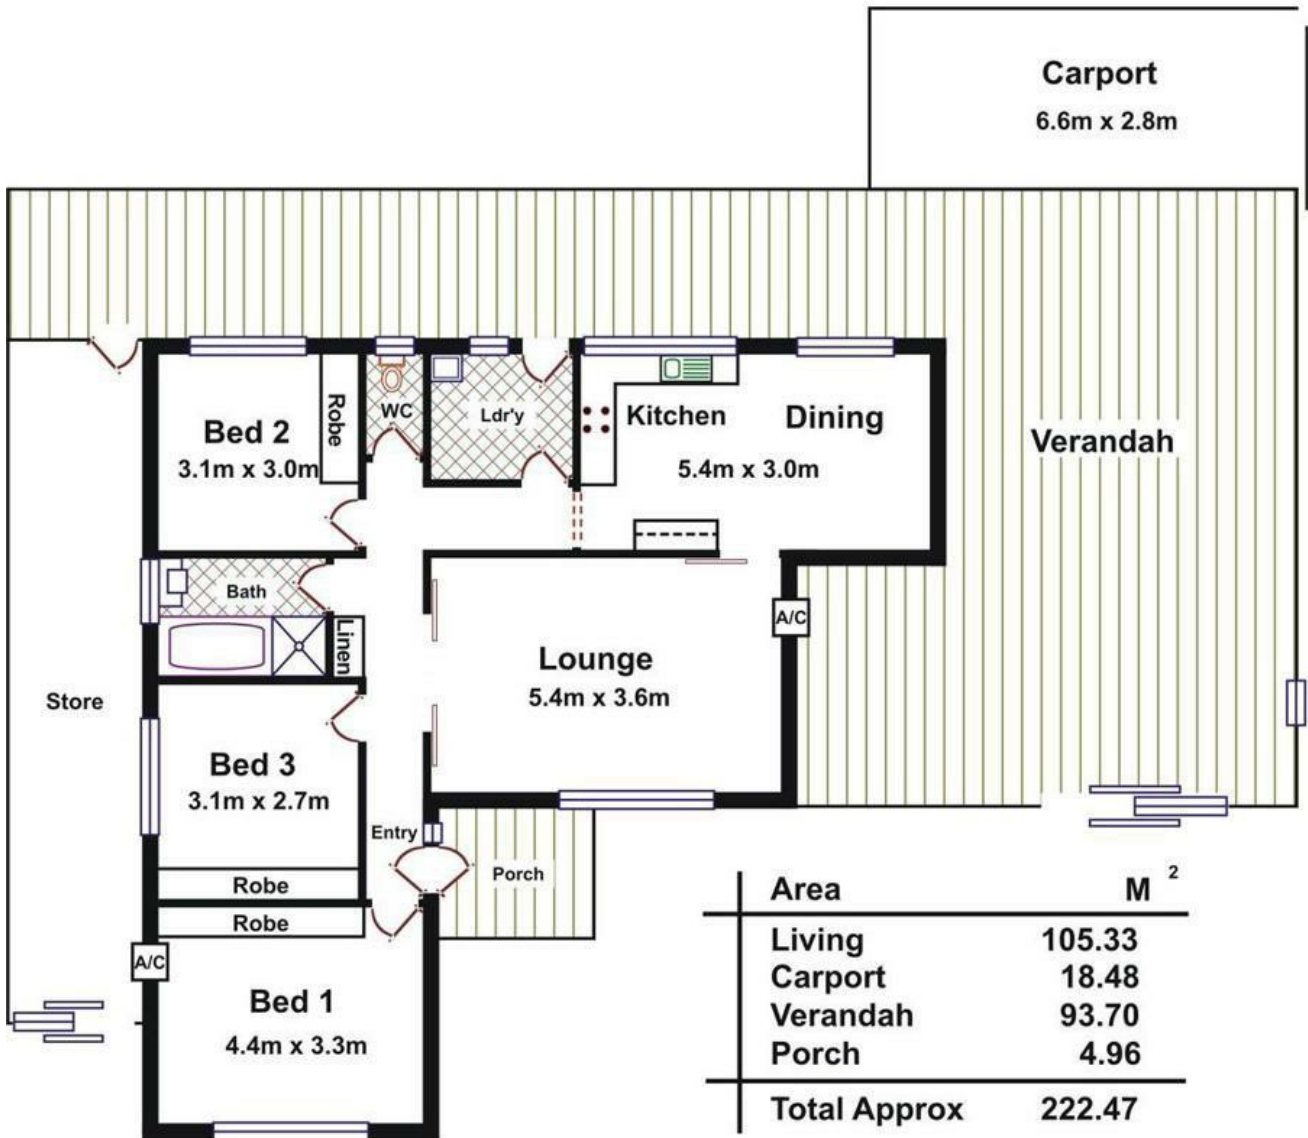 Carport
6.6m x 2.8m
Bed 2
3.1m x 3.0m
Robe
WC
Ldr'y
Kitchen
Dining
5.4m x 3.0m
Verandah
Bath
Linen
A/C
Lounge
5.4m x 3.6m
Store
Bed 3
3.1m x 2.7m
Entry
Porch
Robe
Robe
A/C
Bed 1
4.4m x 3.3m
Area M ²
Living 105.33
Carport 18.48
Verandah 93.70
Porch 4.96
Total Approx 222.47